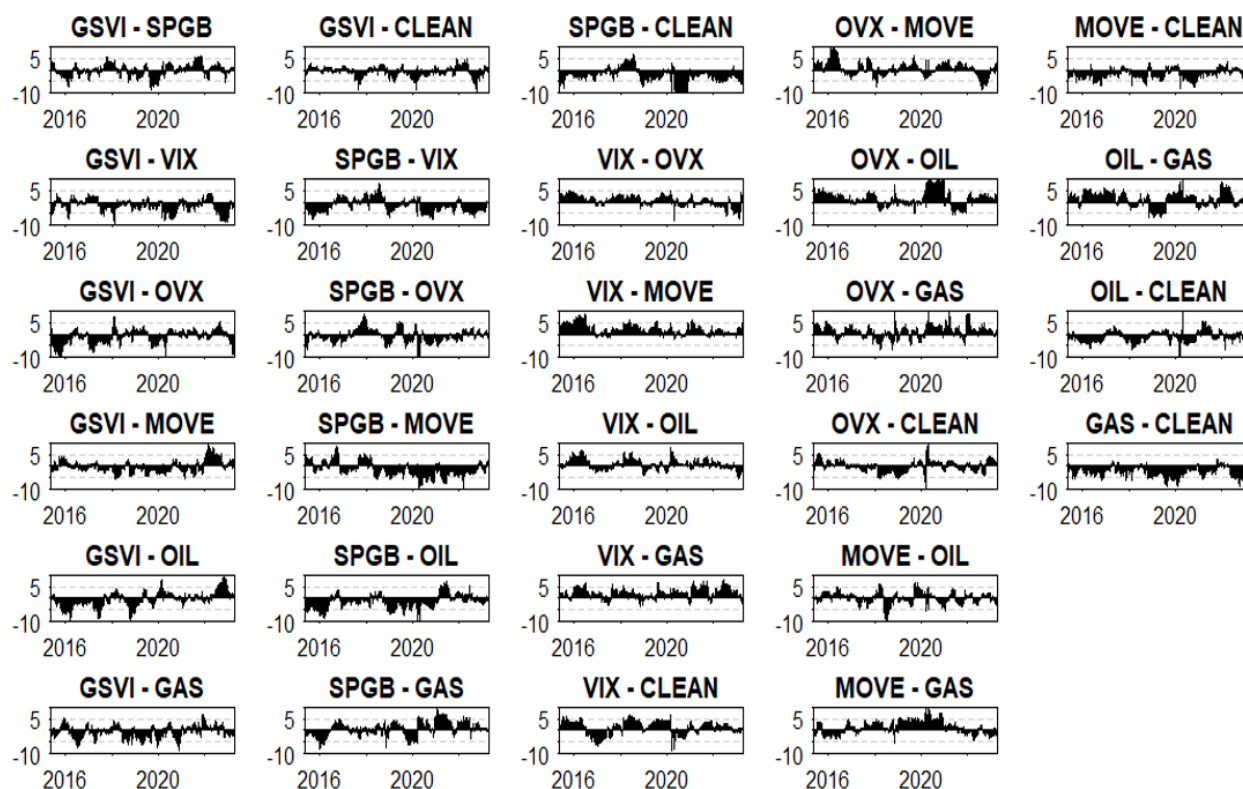 GSVI - SPGB GSVI - CLEAN SPGB - CLEAN OVX - MOVE MOVE - CLEAN
5 5 5 5 5
-10 -10 -10 -10 -10
2016 2020 2016 2020 2016 2020 2016 2020 2016 2020
GSVI - VIX SPGB - VIX VIX - OVX OVX - OIL OIL - GAS
5 5 5 5 5
-10 -10 -10 -10 -10
2016 2020 2016 2020 2016 2020 2016 2020 2016 2020
GSVI - OVX SPGB - OVX VIX - MOVE OVX - GAS OIL - CLEAN
5 5 5 5 5
-10 -10 -10 -10 -10
2016 2020 2016 2020 2016 2020 2016 2020 2016 2020
GSVI - MOVE SPGB - MOVE VIX - OIL OVX - CLEAN GAS - CLEAN
5 5 5 5 5
-10 -10 -10 -10 -10
2016 2020 2016 2020 2016 2020 2016 2020 2016 2020
GSVI - OIL SPGB - OIL VIX - GAS MOVE - OIL
5 5 5 5
-10 -10 -10 -10
2016 2020 2016 2020 2016 2020 2016 2020
GSVI - GAS SPGB - GAS VIX - CLEAN MOVE - GAS
5 5 5 5
-10 -10 -10 -10
2016 2020 2016 2020 2016 2020 2016 2020